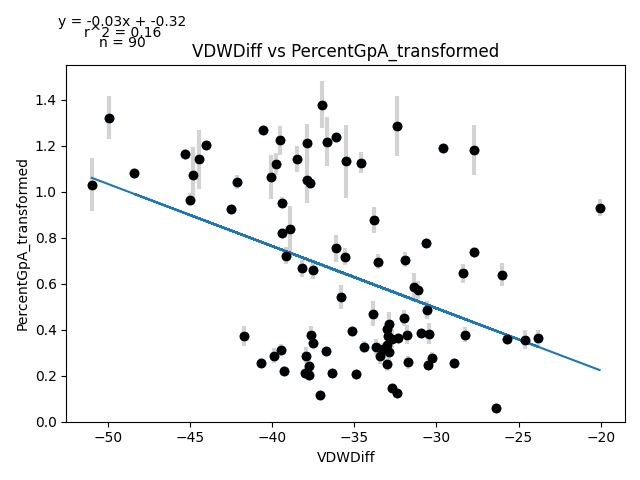 y = -0.03x + -0.32
r^2 = 0.16
n = 90
VDWDiff vs PercentGpA_transformed
PercentGpA_transformed
1.4
1.2
1.0
0.8
0.6
0.4
0.2
0.0
−50
−45
−40
−35
−30
−25
−20
VDWDiff